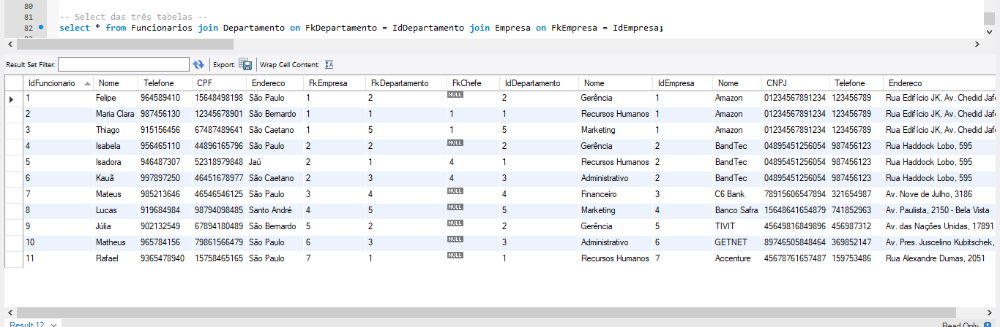 80
81 -- Select das três tabelas --
82 select * from Funcionarios join Departamento on FkDepartamento = IdDepartamento join Empresa on FkEmpresa = IdEmpresa;
Result Set Filter: Export: Wrap Cell Content: IA
IdFuncionario Nome Telefone CPF Endereco FkEmpresa FkDepartamento FkChefe IdDepartamento Nome IdEmpresa Nome CNPJ Telefone Endereco
1 Felipe 964589410 15648498198 São Paulo 1 2 NULL 2 Gerência 1 Amazon 01234567891234 123456789 Rua Edifício JK, Av. Chedid Jafe
2 Maria Clara 987456130 12345678901 São Bernardo 1 1 1 1 Recursos Humanos 1 Amazon 01234567891234 123456789 Rua Edifício JK, Av. Chedid Jafe
3 Thiago 915156456 67487489641 São Caetano 1 5 1 5 Marketing 1 Amazon 01234567891234 123456789 Rua Edifício JK, Av. Chedid Jafe
4 Isabela 956465110 44896165796 São Paulo 2 2 NULL 2 Gerência 2 BandTec 04895451256054 987456123 Rua Haddock Lobo, 595
5 Isadora 946487307 52318979848 Jaú 2 1 4 1 Recursos Humanos 2 BandTec 04895451256054 987456123 Rua Haddock Lobo, 595
6 Kauã 997897250 46451678977 São Caetano 2 3 4 3 Administrativo 2 BandTec 04895451256054 987456123 Rua Haddock Lobo, 595
7 Mateus 985213646 46546546125 São Paulo 3 4 NULL 4 Financeiro 3 C6 Bank 78915606547894 321654987 Av. Nove de Julho, 3186
8 Lucas 919684984 98794098485 Santo André 4 5 NULL 5 Marketing 4 Banco Safra 15648641654879 741852963 Av. Paulista, 2150 - Bela Vista
9 Júlia 902132549 67894180489 São Bernardo 5 2 NULL 2 Gerência 5 TIVIT 45649816849896 456987312 Av. das Nações Unidas, 17891
10 Matheus 965784156 79861566479 São Paulo 6 3 NULL 3 Administrativo 6 GETNET 89746505848464 369852147 Av. Pres. Juscelino Kubitschek,
11 Rafael 9365478940 15758465165 São Paulo 7 1 NULL 1 Recursos Humanos 7 Accenture 45678761657487 159753486 Rua Alexandre Dumas, 2051
Result 12 Read Only